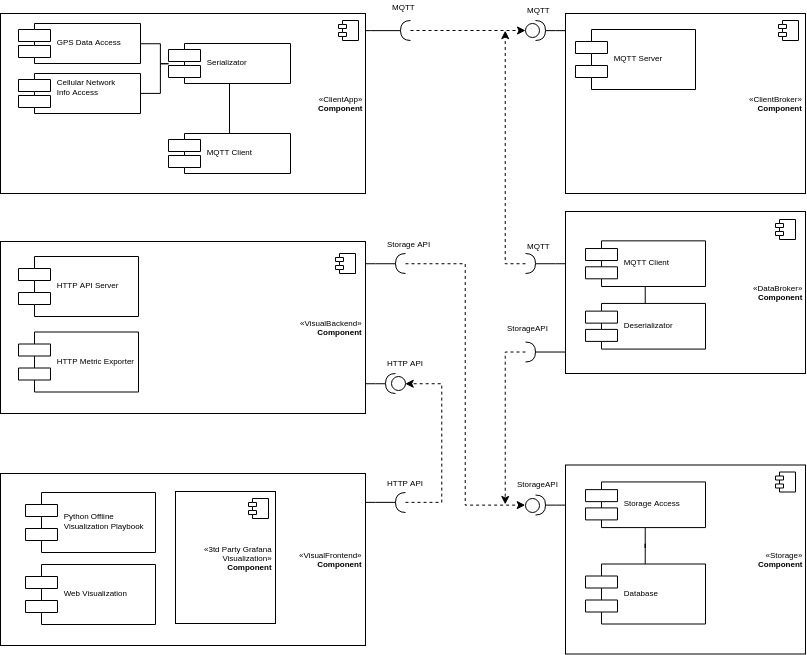 MQTT
MQTT
GPS Data Access
Cellular Network
Info Access
Serializator
MQTT Client
«ClientApp»
Component
MQTT Server
«ClientBroker»
Component
Storage API
HTTP API Server
HTTP Metric Exporter
«VisualBackend»
Component
HTTP API
MQTT
MQTT Client
Deserializator
«DataBroker»
Component
StorageAPI
HTTP API
Python Offline
Visualization Playbook
Web Visualization
«3td Party Grafana
Visualization»
Component
«VisualFrontend»
Component
StorageAPI
Storage Access
Database
«Storage»
Component